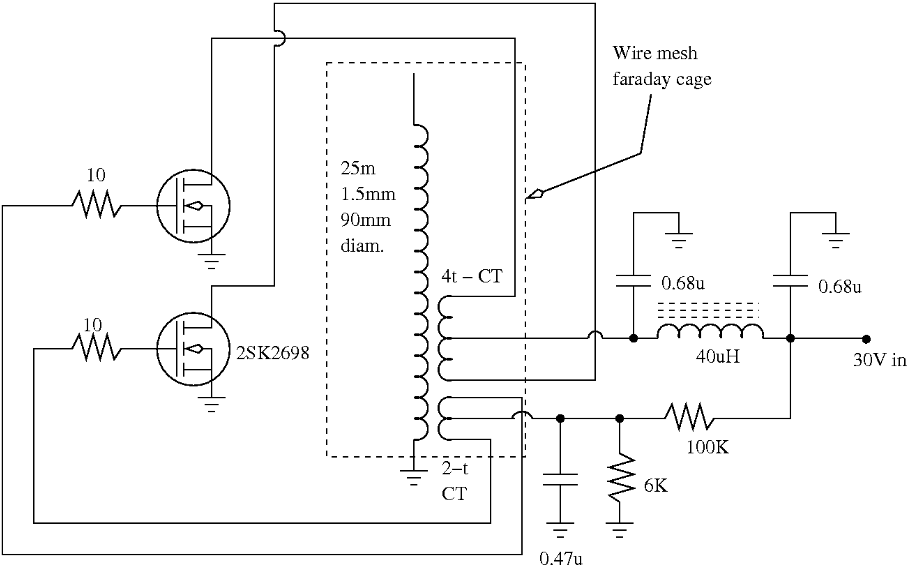 Wire mesh
faraday cage
10
25m
1.5mm
90mm
diam.
4t - CT
0.68u
0.68u
10
2SK2698
40uH
30V in
100K
2-t
CT
6K
0.47u